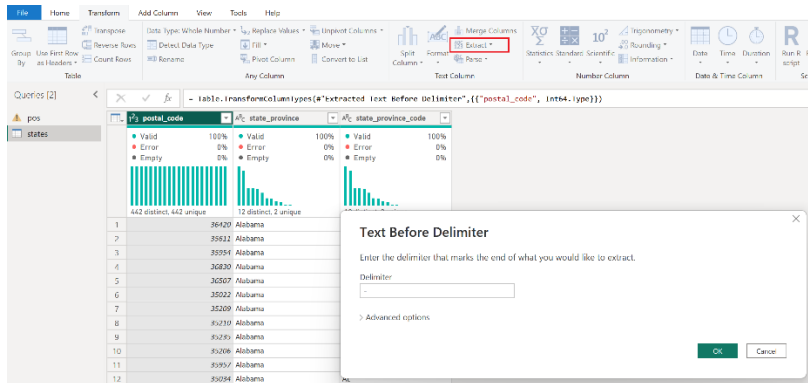 File Home Transform Add Column View Tools Help
Transpose Data Type: Whole Number Replace Values Unpivot Columns Merge Columns Trigonometry
Reverse Rows Detect Data Type Fill Move Extract Rounding
Group By Use First Row as Headers Count Rows Rename Pivot Column Convert to List Split Column Format Parse Statistics Standard Scientific Information Date Time Duration Run R script
Table Any Column Text Column Number Column Date & Time Column
Queries [2]
= Table.TransformColumnTypes(#"Extracted Text Before Delimiter",{{"postal_code", Int64.Type}})
pos
states
postal_code state_province state_province_code
Valid 100% Valid 100% Valid 100%
Error 0% Error 0% Error 0%
Empty 0% Empty 0% Empty 0%
442 distinct, 442 unique 12 distinct, 2 unique
1 36420 Alabama
2 35611 Alabama
3 35954 Alabama
4 36830 Alabama
5 36507 Alabama
6 35022 Alabama
7 35209 Alabama
8 35210 Alabama
9 35235 Alabama
10 35206 Alabama
11 35957 Alabama
12 35034 Alabama AL
Text Before Delimiter
Enter the delimiter that marks the end of what you would like to extract.
Delimiter
-
Advanced options
OK Cancel